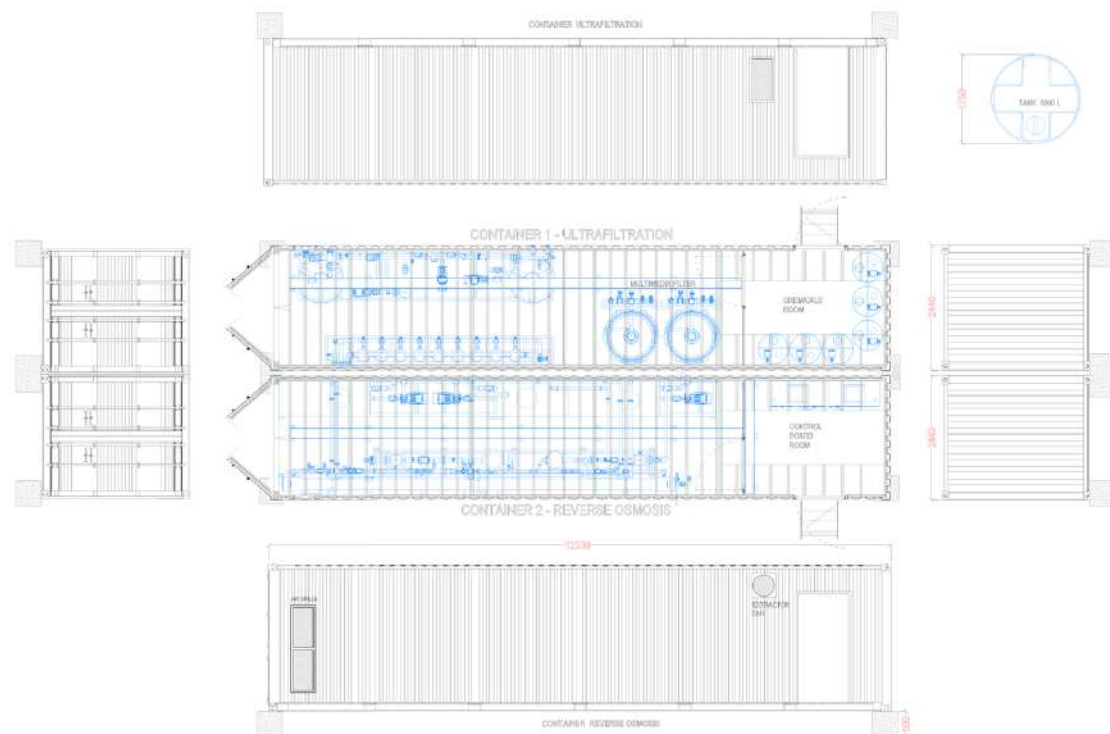 CONTAINER ULTRAFILTRATION
1750
TANK 5000 L
CONTAINER 1 - ULTRAFILTRATION
MULTIMEDIA FILTER
CHEMICALS
ROOM
2440
CONTROL
BOARD
ROOM
2440
CONTAINER 2 - REVERSE OSMOSIS
AIR GRILLS
EXTRACTOR
FAN
CONTAINER REVERSE OSMOSIS
500